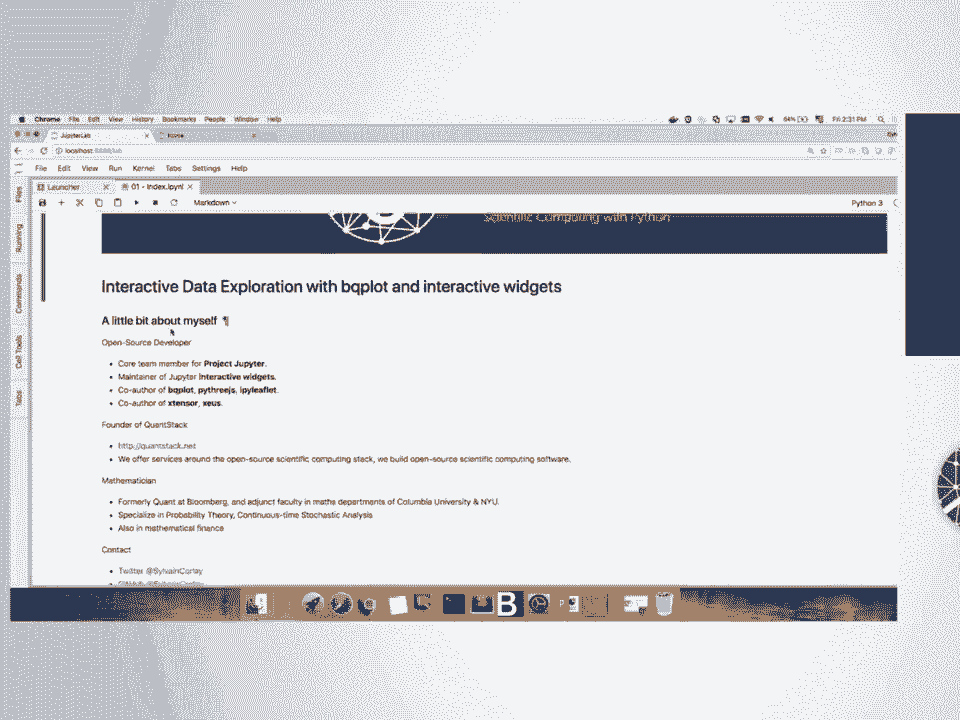 Chrome File Edit View History Bookmarks People Window Help 64% Fri 2:31 PM
JupyterLab Home
localhost:8888/lab
File Edit View Run Kernel Tabs Settings Help
Launcher 01 - Index.ipynl
Markdown Python 3
Files
Running
Commands
Cell Tools
Tabs
Scientific Computing with Python
Interactive Data Exploration with bqplot and interactive widgets
A little bit about myself ¶
Open-Source Developer
• Core team member for Project Jupyter.
• Maintainer of Jupyter interactive widgets.
• Co-author of bqplot, pythreejs, ipyleaflet.
• Co-author of xtensor, xeus.
Founder of QuantStack
• http://quantstack.net
• We offer services around the open-source scientific computing stack, we build open-source scientific computing software.
Mathematician
• Formerly Quant at Bloomberg, and adjunct faculty in maths departments of Columbia University & NYU.
• Specialize in Probability Theory, Continuous-time Stochastic Analysis
• Also in mathematical finance
Contact
• Twitter @SylvainCorlay
B